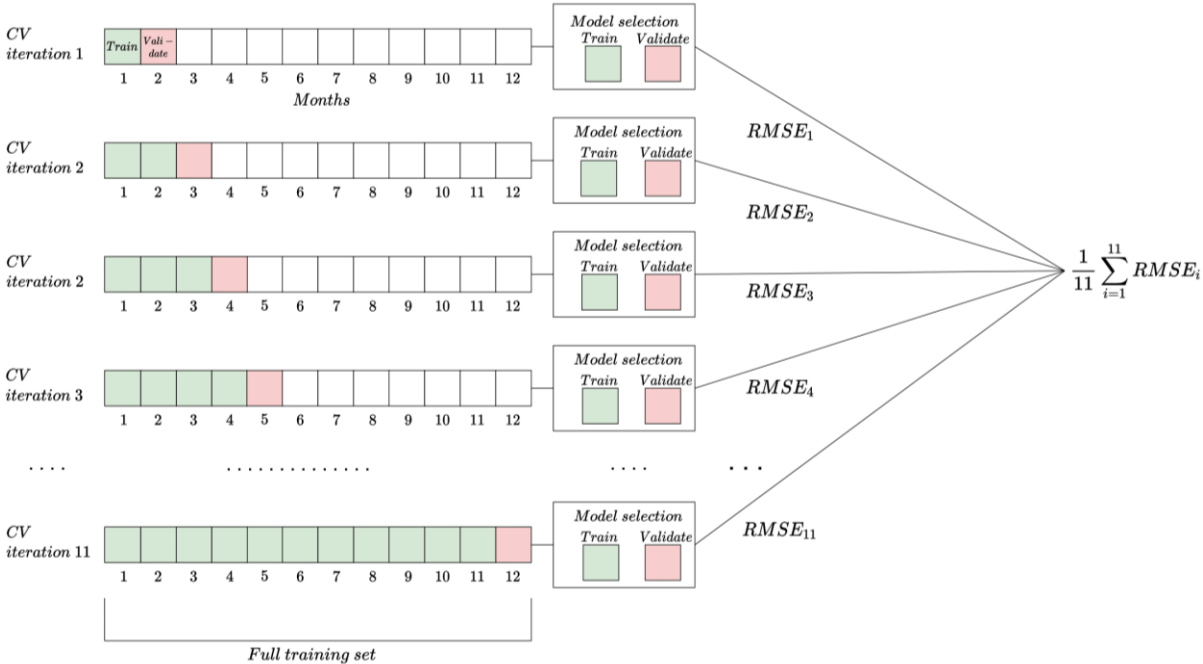 CV
iteration 1
Train
Vali-
date
1 2 3 4 5 6 7 8 9 10 11 12
Months
Model selection
Train Validate
RMSE₁
CV
iteration 2
1 2 3 4 5 6 7 8 9 10 11 12
Model selection
Train Validate
RMSE₂
CV
iteration 2
1 2 3 4 5 6 7 8 9 10 11 12
Model selection
Train Validate
RMSE₃
CV
iteration 3
1 2 3 4 5 6 7 8 9 10 11 12
Model selection
Train Validate
RMSE₄
. . . . . . . . . . . . . . . . . . . . . . . . .
CV
iteration 11
1 2 3 4 5 6 7 8 9 10 11 12
Model selection
Train Validate
RMSE₁₁
Full training set
1/11 ∑_{i=1}^{11} RMSEᵢ